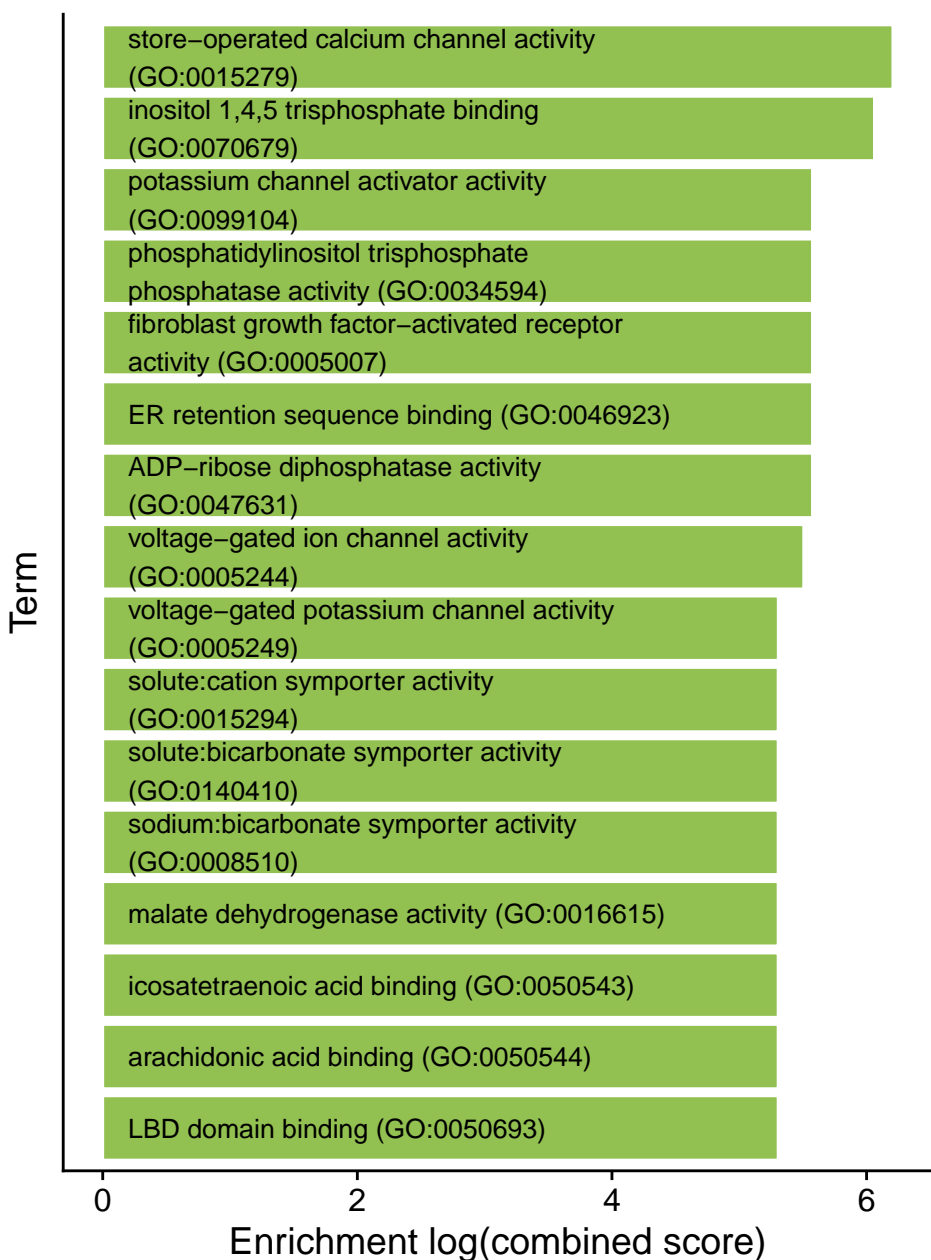 store−operated calcium channel activity
(GO:0015279)
inositol 1,4,5 trisphosphate binding
(GO:0070679)
potassium channel activator activity
(GO:0099104)
phosphatidylinositol trisphosphate
phosphatase activity (GO:0034594)
fibroblast growth factor−activated receptor
activity (GO:0005007)
ER retention sequence binding (GO:0046923)
ADP−ribose diphosphatase activity
(GO:0047631)
voltage−gated ion channel activity
(GO:0005244)
voltage−gated potassium channel activity
(GO:0005249)
solute:cation symporter activity
(GO:0015294)
solute:bicarbonate symporter activity
(GO:0140410)
sodium:bicarbonate symporter activity
(GO:0008510)
malate dehydrogenase activity (GO:0016615)
icosatetraenoic acid binding (GO:0050543)
arachidonic acid binding (GO:0050544)
LBD domain binding (GO:0050693)
Term
0 2 4 6
Enrichment log(combined score)